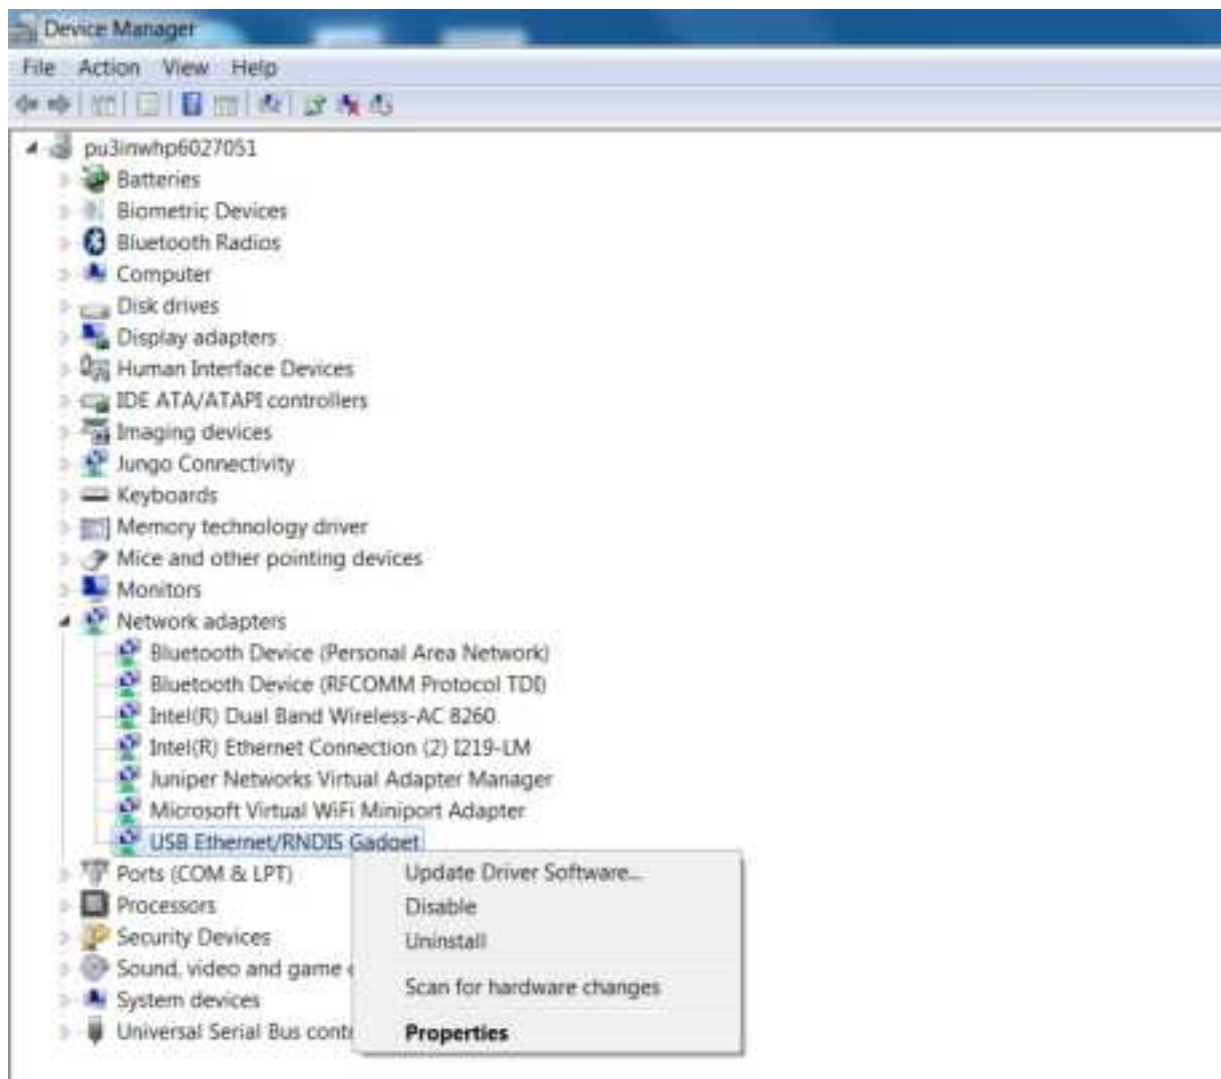 Device Manager
File Action View Help
pu3inwhp6027051
Batteries
Biometric Devices
Bluetooth Radios
Computer
Disk drives
Display adapters
Human Interface Devices
IDE ATA/ATAPI controllers
Imaging devices
Jungo Connectivity
Keyboards
Memory technology driver
Mice and other pointing devices
Monitors
Network adapters
Bluetooth Device (Personal Area Network)
Bluetooth Device (RFCOMM Protocol TDI)
Intel(R) Dual Band Wireless-AC 8260
Intel(R) Ethernet Connection (2) I219-LM
Juniper Networks Virtual Adapter Manager
Microsoft Virtual WiFi Miniport Adapter
USB Ethernet/RNDIS Gadget
Ports (COM & LPT)
Processors
Security Devices
Sound, video and game
System devices
Universal Serial Bus contr
Update Driver Software...
Disable
Uninstall
Scan for hardware changes
Properties